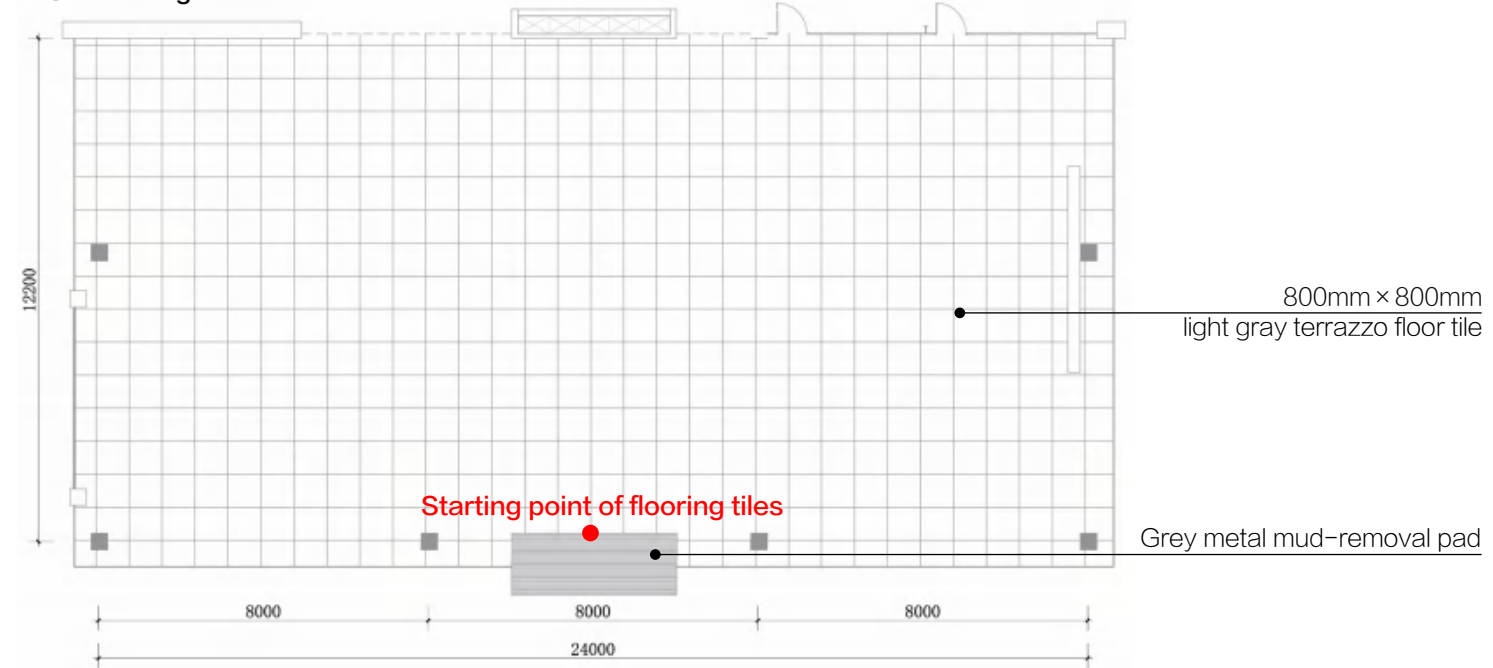 12200
800mm×800mm
light gray terrazzo floor tile
Starting point of flooring tiles
Grey metal mud-removal pad
8000
8000
8000
24000